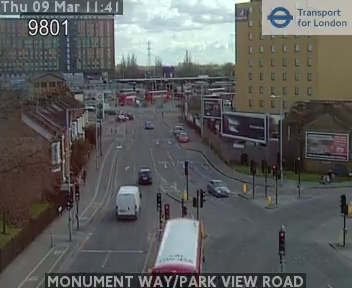 Thu 09 Mar 11:41
9801
Transport
for London
MONUMENT WAY/PARK VIEW ROAD